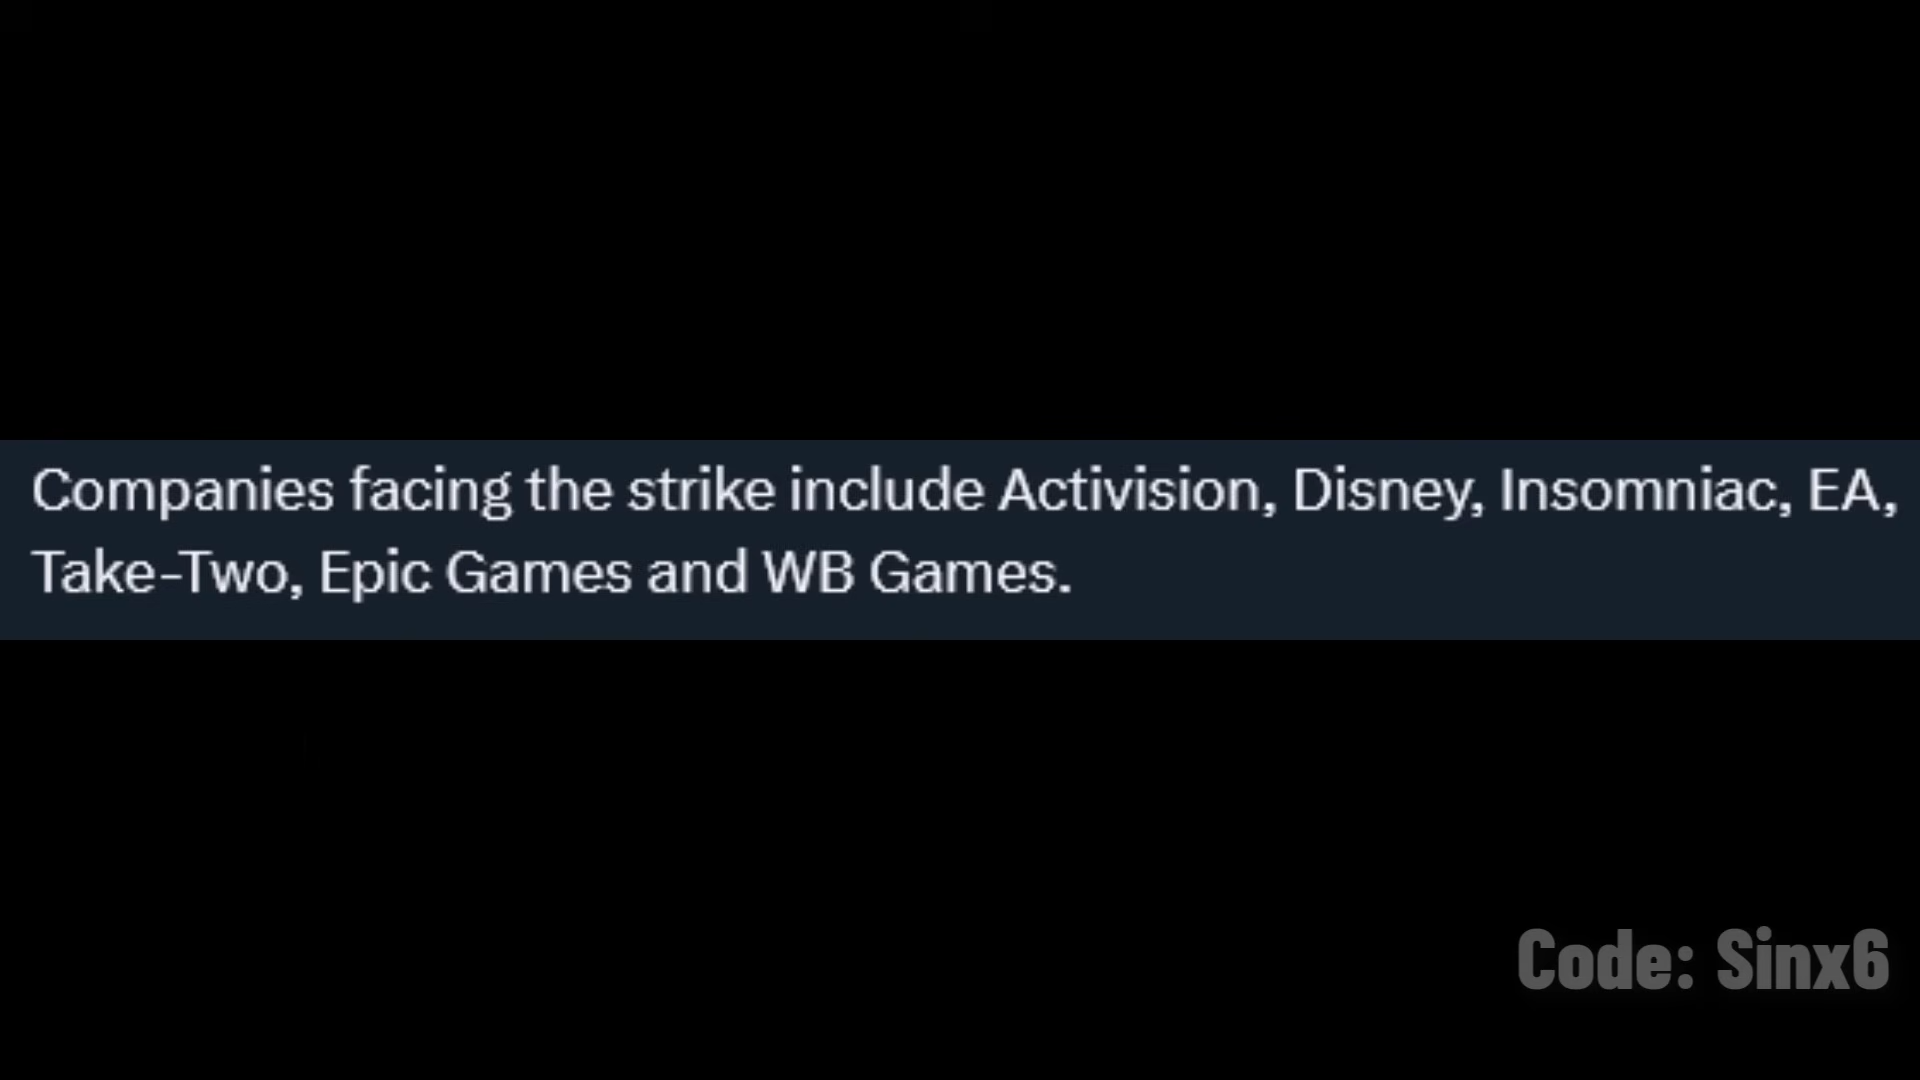 Companies facing the strike include Activision, Disney, Insomniac, EA,
Take-Two, Epic Games and WB Games.
Code: Sinx6